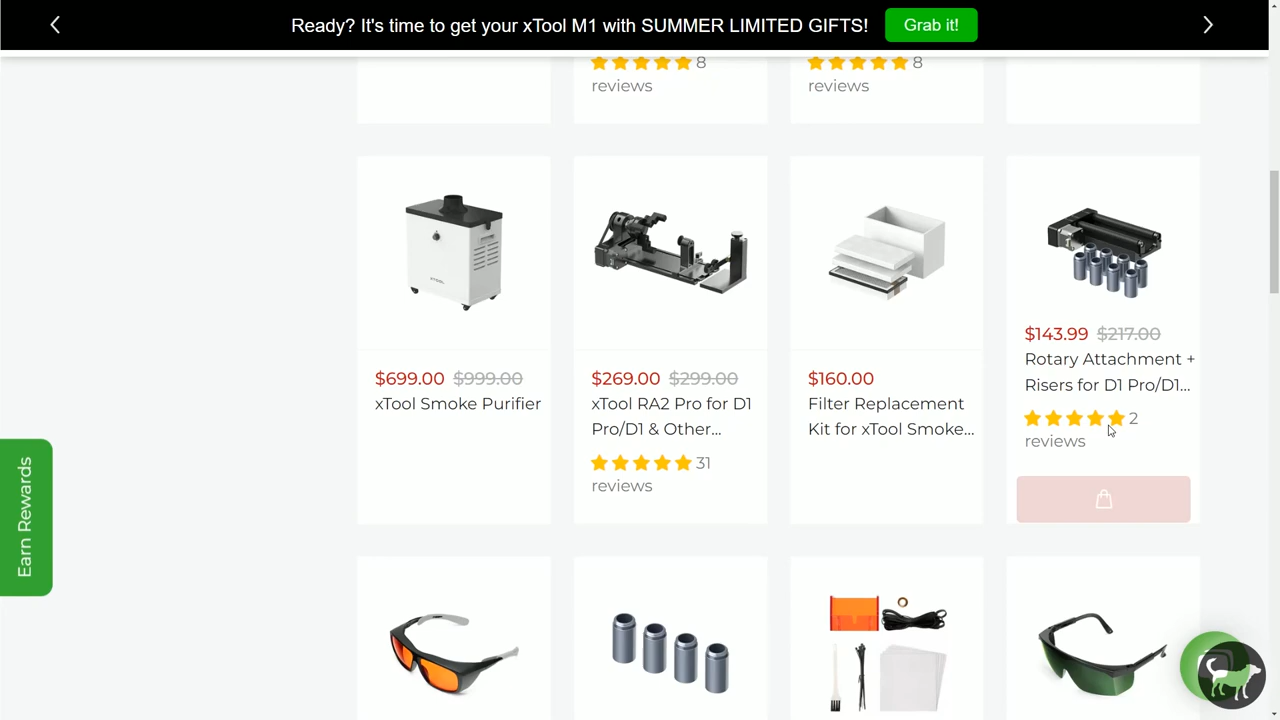 Ready? It's time to get your xTool M1 with SUMMER LIMITED GIFTS!
Grab it!
8
reviews
8
reviews
$699.00 $999.00
xTool Smoke Purifier
$269.00 $299.00
xTool RA2 Pro for D1
Pro/D1 & Other...
31
reviews
$160.00
Filter Replacement
Kit for xTool Smoke...
$143.99 $217.00
Rotary Attachment +
Risers for D1 Pro/D1...
2
reviews
Earn Rewards